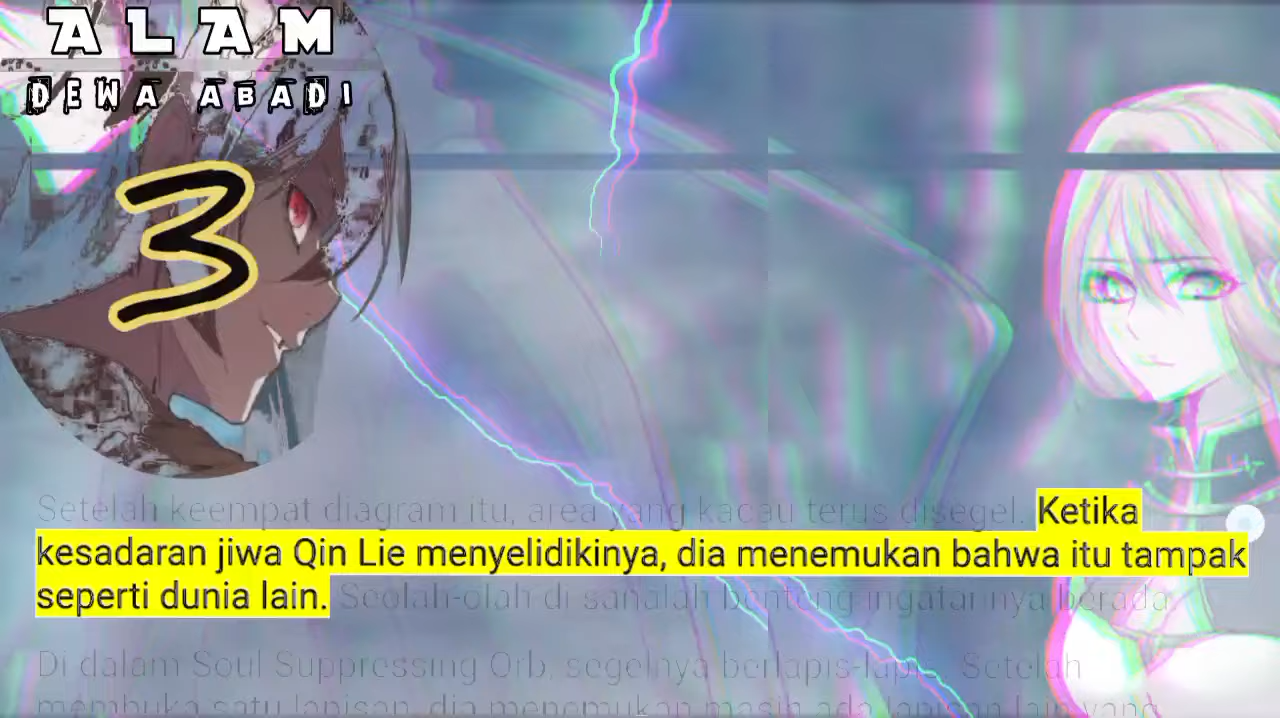 ALAM
DEWA ABADI
3
Setelah keempat diagram itu, area yang kacau terus disegel. Ketika
kesadaran jiwa Qin Lie menyelidikinya, dia menemukan bahwa itu tampak
seperti dunia lain. Seolah-olah di sanalah benteng ingatannya berada.
Di dalam Soul Suppressing Orb, segelnya berlapis-lapis. Setelah
membuka satu lapisan, dia menemukan masih ada lapisan lain yang